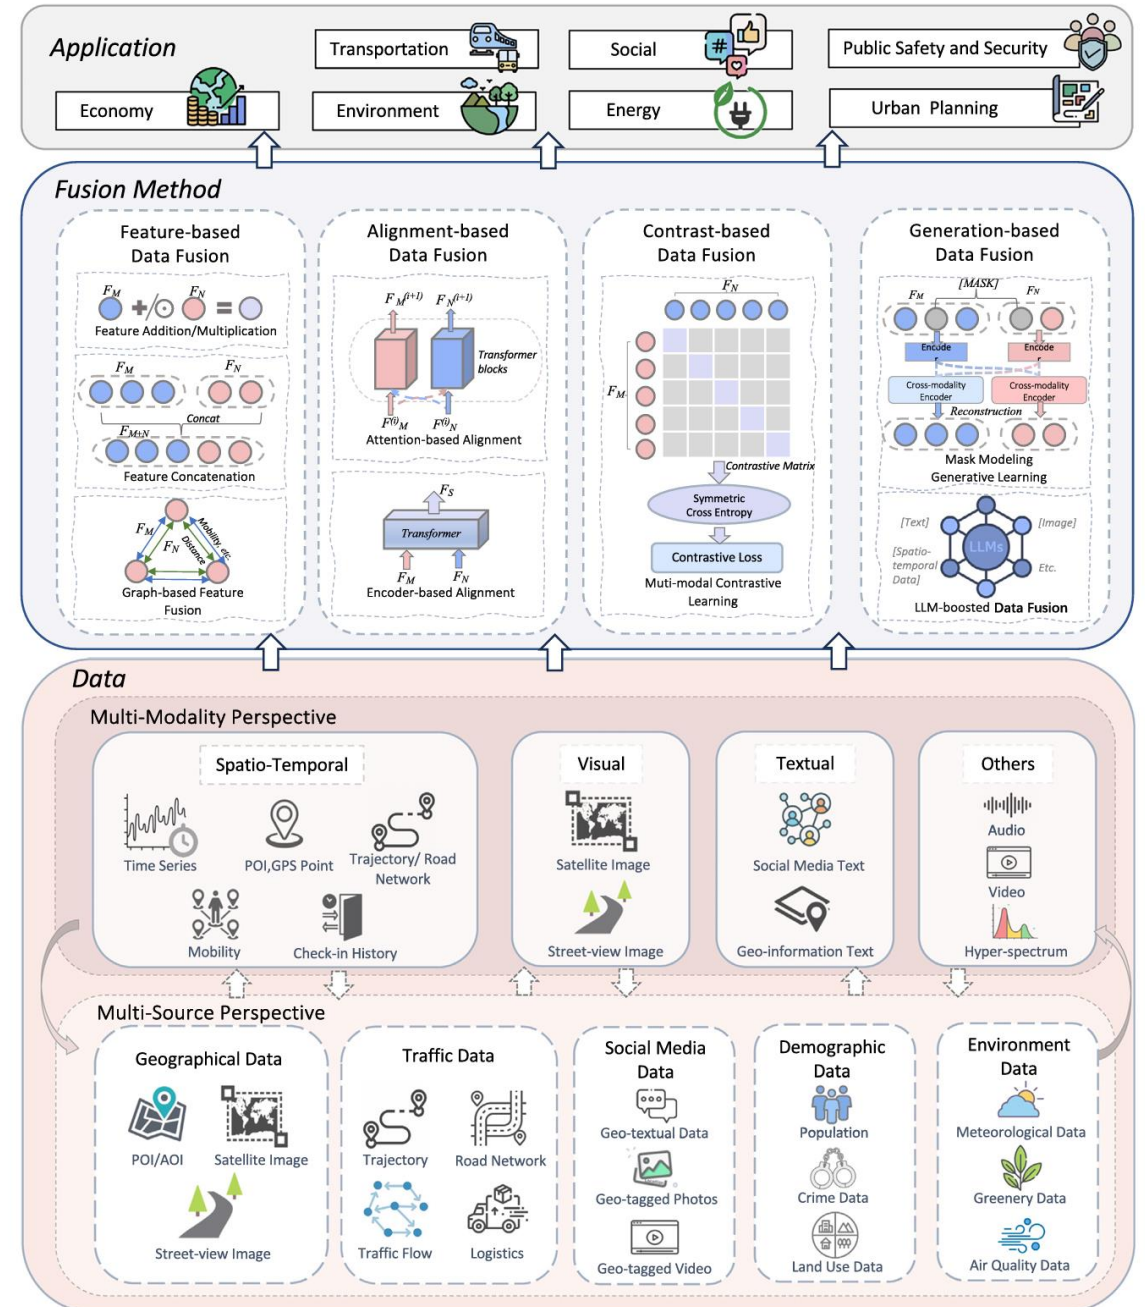 Application
Transportation
Social
Public Safety and Security
Economy
Environment
Energy
Urban Planning
#
Fusion Method
Feature-based
Data Fusion
F_M
F_N
+/⊙
=
Feature Addition/Multiplication
F_M
F_N
Concat
F_{M+N}
Feature Concatenation
F_M
F_N
Distance
Mobility, etc
Graph-based Feature
Fusion
Alignment-based
Data Fusion
F_M^{(i+1)}
F_N^{(i+1)}
Transformer
blocks
F^{(i)}_M
F^{(i)}_N
Attention-based Alignment
F_S
Transformer
F_M
F_N
Encoder-based Alignment
Contrast-based
Data Fusion
F_N
F_M
Contrastive Matrix
Symmetric
Cross Entropy
Contrastive Loss
Muti-modal Contrastive
Learning
Generation-based
Data Fusion
F_M
[MASK]
F_N
Encode
r
Encode
r
Cross-modality
Encoder
Cross-modality
Encoder
Reconstruction
Mask Modeling
Generative Learning
[Text]
[Image]
LLMs
[Spatio-
temporal
Data]
Etc.
LLM-boosted Data Fusion
Data
Multi-Modality Perspective
Spatio-Temporal
Time Series
POI,GPS Point
Trajectory/ Road
Network
Mobility
Check-in History
Visual
Satellite Image
Street-view Image
Textual
Social Media Text
Geo-information Text
Others
Audio
Video
Hyper-spectrum
Multi-Source Perspective
Geographical Data
POI/AOI
Satellite Image
Street-view Image
Traffic Data
Trajectory
Road Network
Traffic Flow
Logistics
Social Media
Data
Geo-textual Data
Geo-tagged Photos
Geo-tagged Video
Demographic
Data
Population
Crime Data
Land Use Data
Environment
Data
Meteorological Data
Greenery Data
Air Quality Data